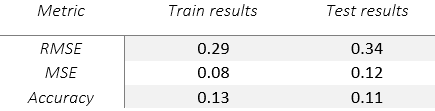 Metric Train results Test results
RMSE 0.29 0.34
MSE 0.08 0.12
Accuracy 0.13 0.11